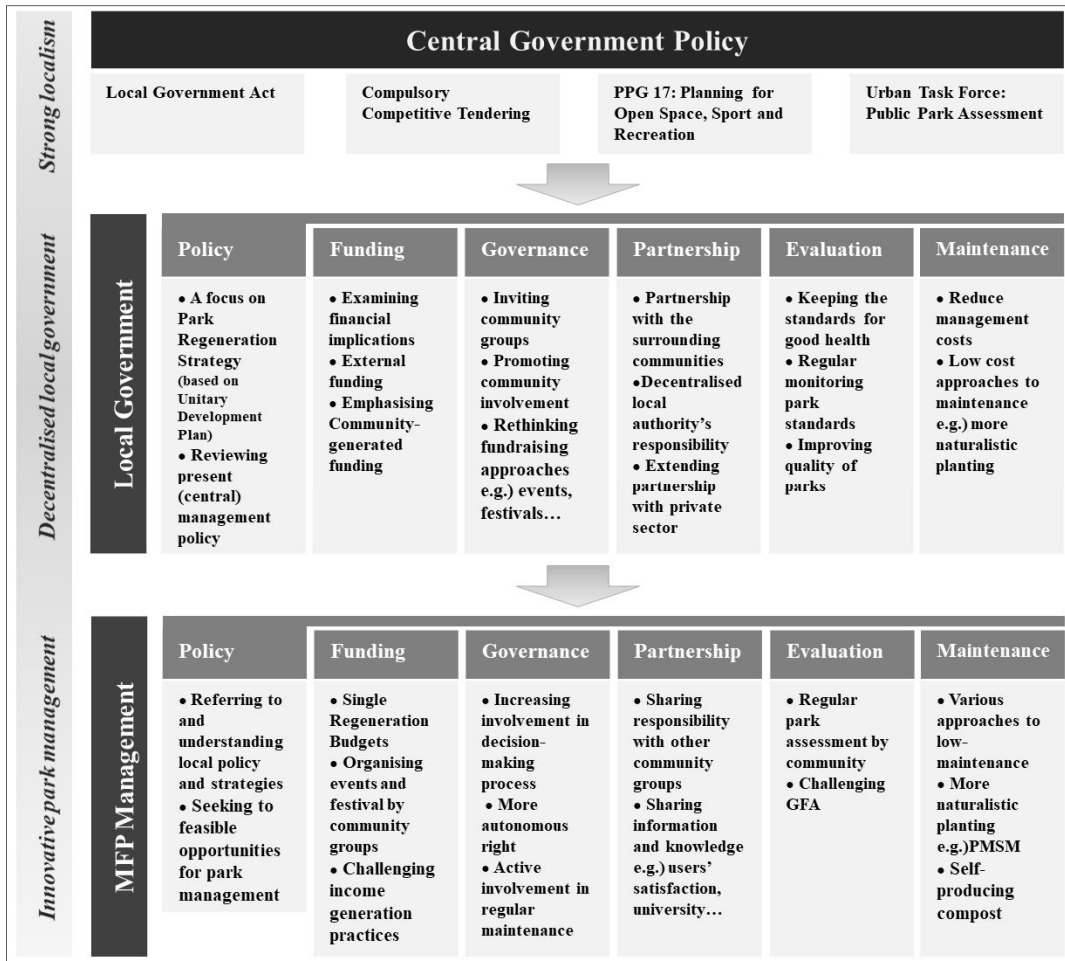 Strong localism
Central Government Policy
Local Government Act
Compulsory
Competitive Tendering
PPG 17: Planning for
Open Space, Sport and
Recreation
Urban Task Force:
Public Park Assessment
Decentralised local government
Local Government
Policy
• A focus on
Park
Regeneration
Strategy
(based on
Unitary
Development
Plan)
• Reviewing
present
(central)
management
policy
Funding
• Examining
financial
implications
• External
funding
• Emphasising
Community-
generated
funding
Governance
• Inviting
community
groups
• Promoting
community
involvement
• Rethinking
fundraising
approaches
e.g.) events,
festivals…
Partnership
• Partnership
with the
surrounding
communities
•Decentralised
local
authority’s
responsibility
• Extending
partnership
with private
sector
Evaluation
• Keeping the
standards for
good health
• Regular
monitoring
park
standards
• Improving
quality of
parks
Maintenance
• Reduce
management
costs
• Low cost
approaches to
maintenance
e.g.) more
naturalistic
planting
Innovative park management
MFP Management
Policy
• Referring to
and
understanding
local policy
and strategies
• Seeking to
feasible
opportunities
for park
management
Funding
• Single
Regeneration
Budgets
• Organising
events and
festival by
community
groups
• Challenging
income
generation
practices
Governance
• Increasing
involvement in
decision-
making
process
• More
autonomous
right
• Active
involvement in
regular
maintenance
Partnership
• Sharing
responsibility
with other
community
groups
• Sharing
information
and knowledge
e.g.) users’
satisfaction,
university…
Evaluation
• Regular
park
assessment by
community
• Challenging
GFA
Maintenance
• Various
approaches to
low-
maintenance
• More
naturalistic
planting
e.g.)PMSM
• Self-
producing
compost